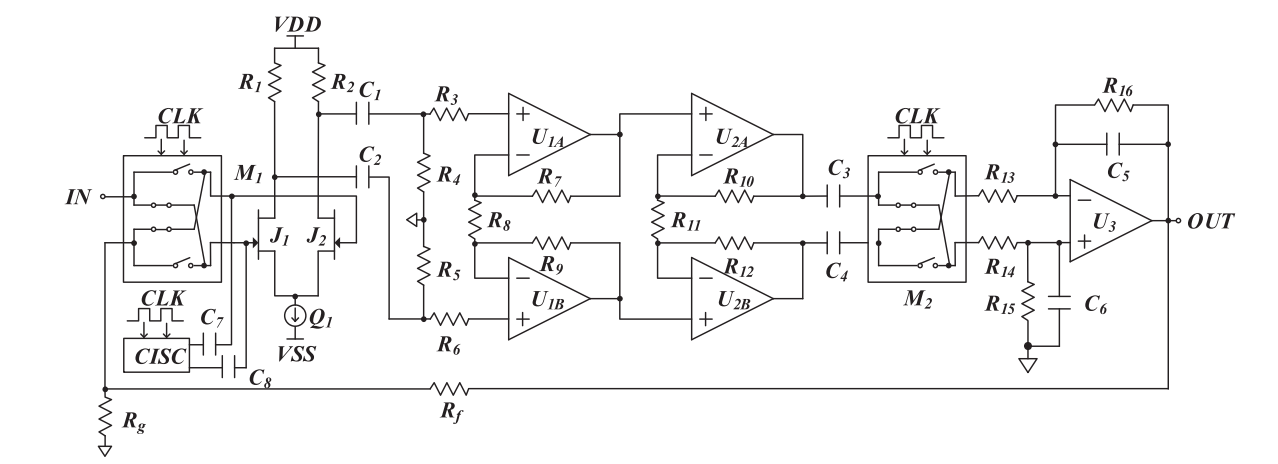 VDD
R1
R2
C1
R3
CLK
U1A
+
−
U2A
+
−
CLK
R16
C5
C2
R4
R7
R10
C3
R13
IN
M1
J1
J2
R8
R11
U3
−
+
OUT
R5
R9
R12
C4
R14
M2
R15
C6
CLK
C7
Q1
−
U1B
+
−
U2B
+
VSS
CISC
R6
C8
Rf
Rg